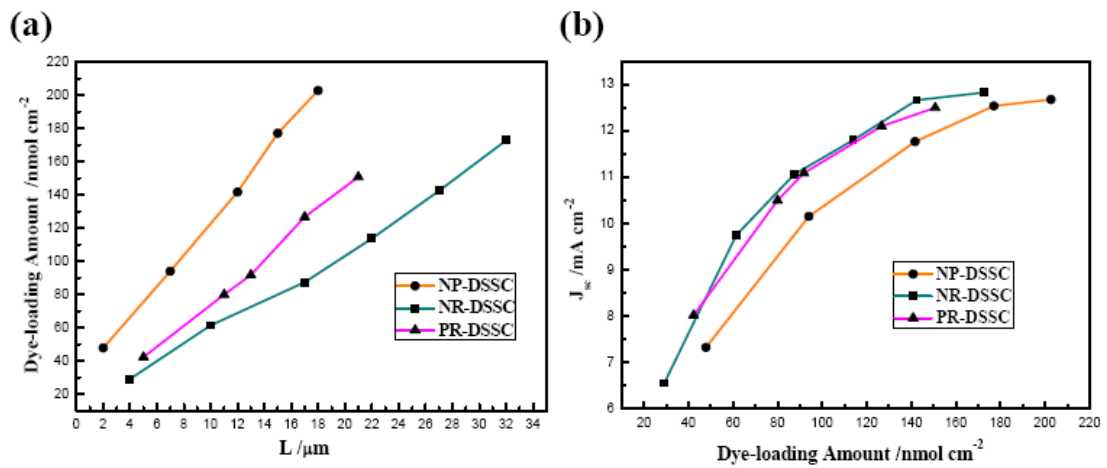 (a)
220
200
180
160
140
120
100
80
60
40
20
Dye-loading Amount /nmol cm⁻²
0 2 4 6 8 10 12 14 16 18 20 22 24 26 28 30 32 34
L /μm
NP-DSSC
NR-DSSC
PR-DSSC
(b)
13
12
11
10
9
8
7
6
J_sc /mA cm⁻²
20 40 60 80 100 120 140 160 180 200 220
Dye-loading Amount /nmol cm⁻²
NP-DSSC
NR-DSSC
PR-DSSC